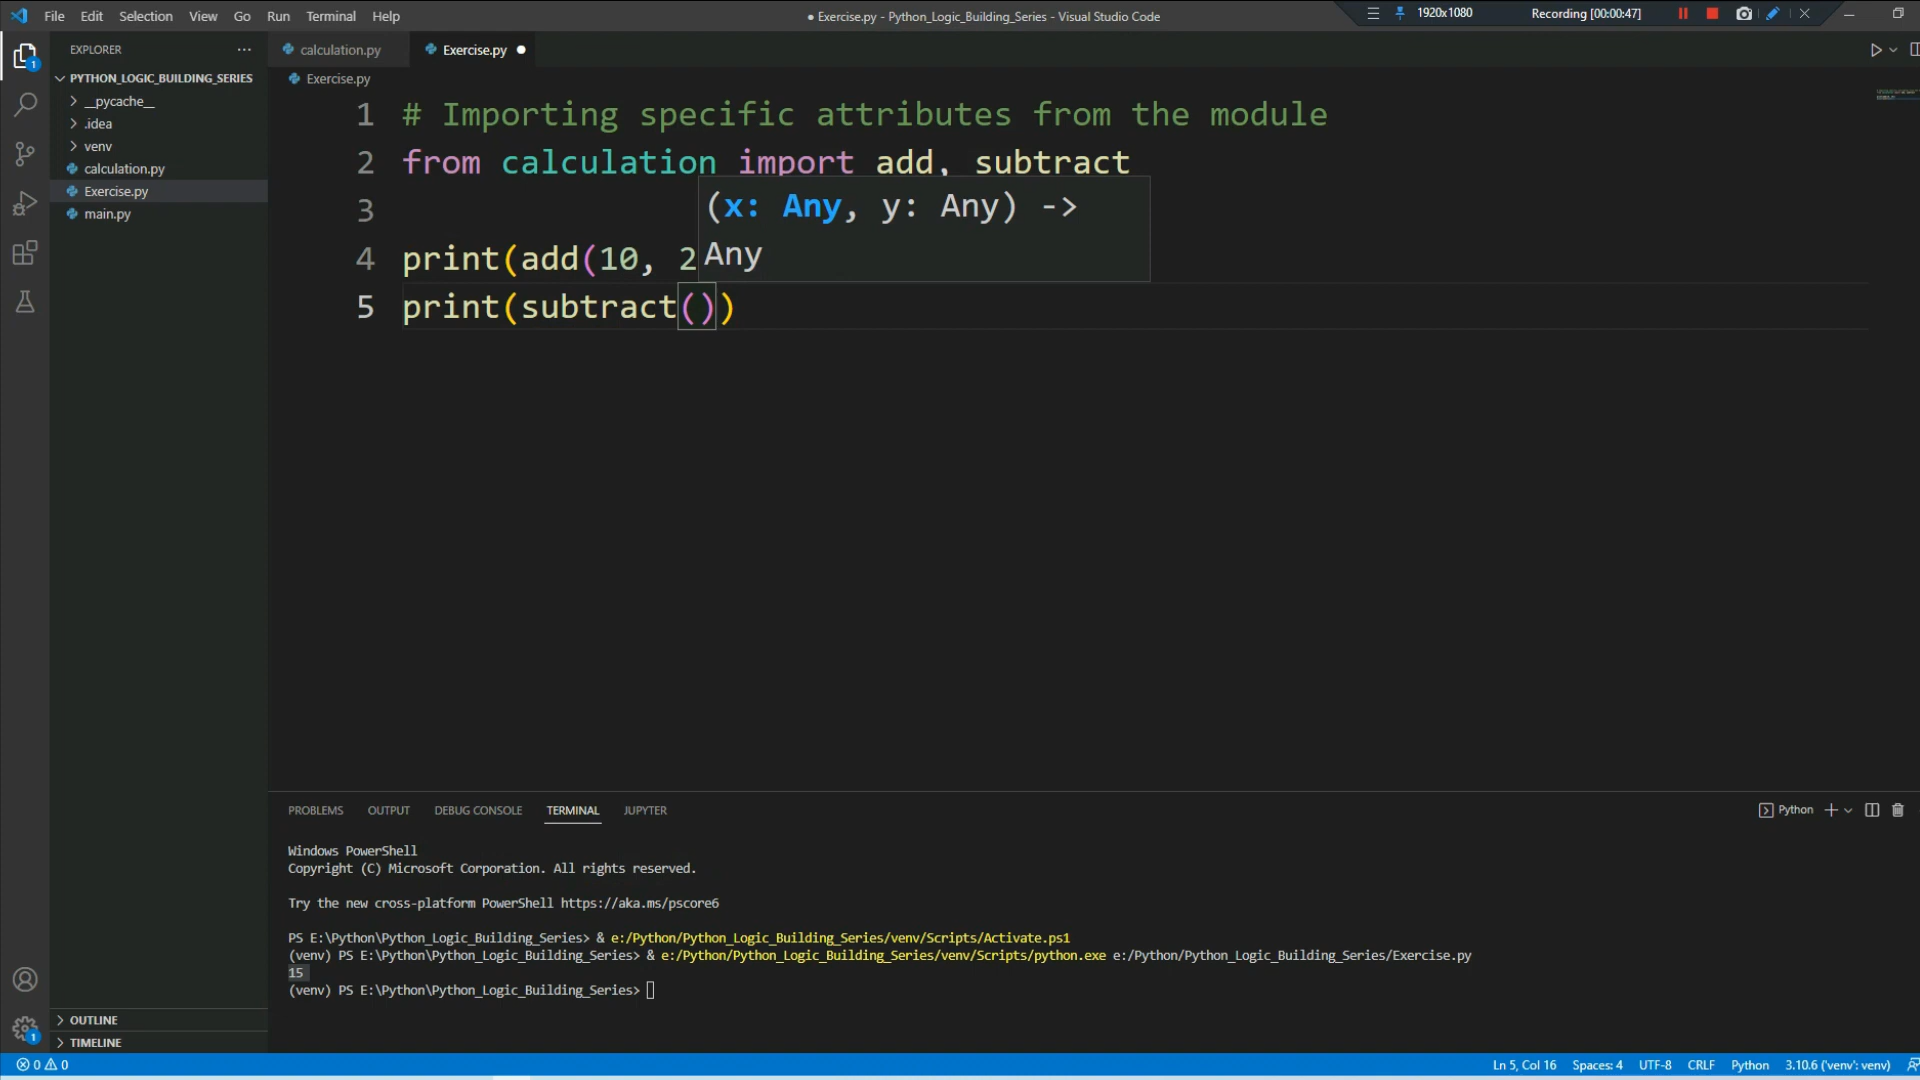 File Edit Selection View Go Run Terminal Help
● Exercise.py - Python_Logic_Building_Series - Visual Studio Code
1920x1080 Recording [00:00:47]
EXPLORER ···
calculation.py Exercise.py ●
PYTHON_LOGIC_BUILDING_SERIES
Exercise.py
__pycache__
.idea
venv
calculation.py
Exercise.py
main.py
1 # Importing specific attributes from the module
2 from calculation import add, subtract
3
(x: Any, y: Any) ->
Any
4 print(add(10, 2
5 print(subtract())
PROBLEMS OUTPUT DEBUG CONSOLE TERMINAL JUPYTER
Python
Windows PowerShell
Copyright (C) Microsoft Corporation. All rights reserved.
Try the new cross-platform PowerShell https://aka.ms/pscore6
PS E:\Python\Python_Logic_Building_Series> & e:/Python/Python_Logic_Building_Series/venv/Scripts/Activate.ps1
(venv) PS E:\Python\Python_Logic_Building_Series> & e:/Python/Python_Logic_Building_Series/venv/Scripts/python.exe e:/Python/Python_Logic_Building_Series/Exercise.py
15
(venv) PS E:\Python\Python_Logic_Building_Series>
OUTLINE
TIMELINE
1
1
0 0
Ln 5, Col 16 Spaces: 4 UTF-8 CRLF Python 3.10.6 ('venv': venv)